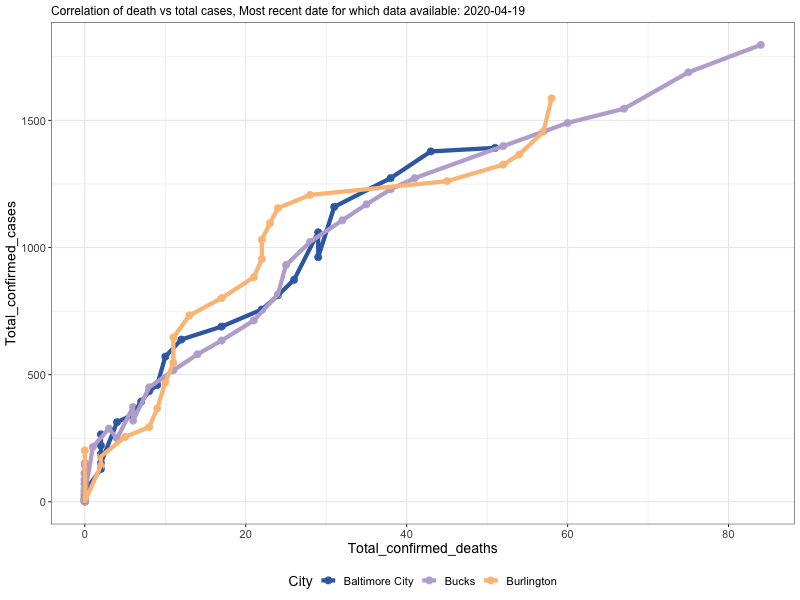 Correlation of death vs total cases, Most recent date for which data available: 2020-04-19
Total_confirmed_cases
1500
1000
500
0
0 20 40 60 80
Total_confirmed_deaths
City Baltimore City Bucks Burlington